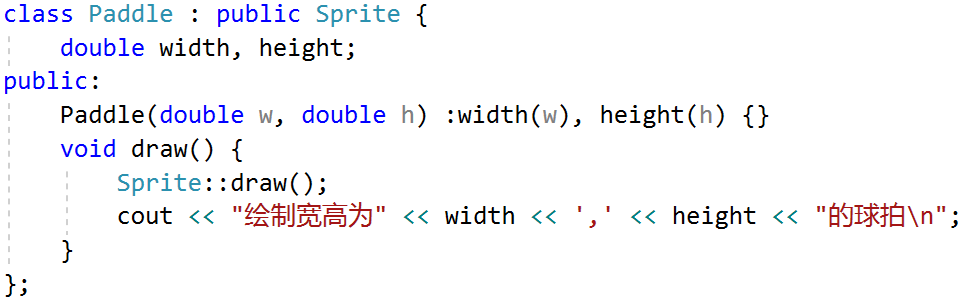 class Paddle : public Sprite {
    double width, height;
public:
    Paddle(double w, double h) :width(w), height(h) {}
    void draw() {
        Sprite::draw();
        cout << "绘制宽高为" << width << ',' << height << "的球拍\n";
    }
};